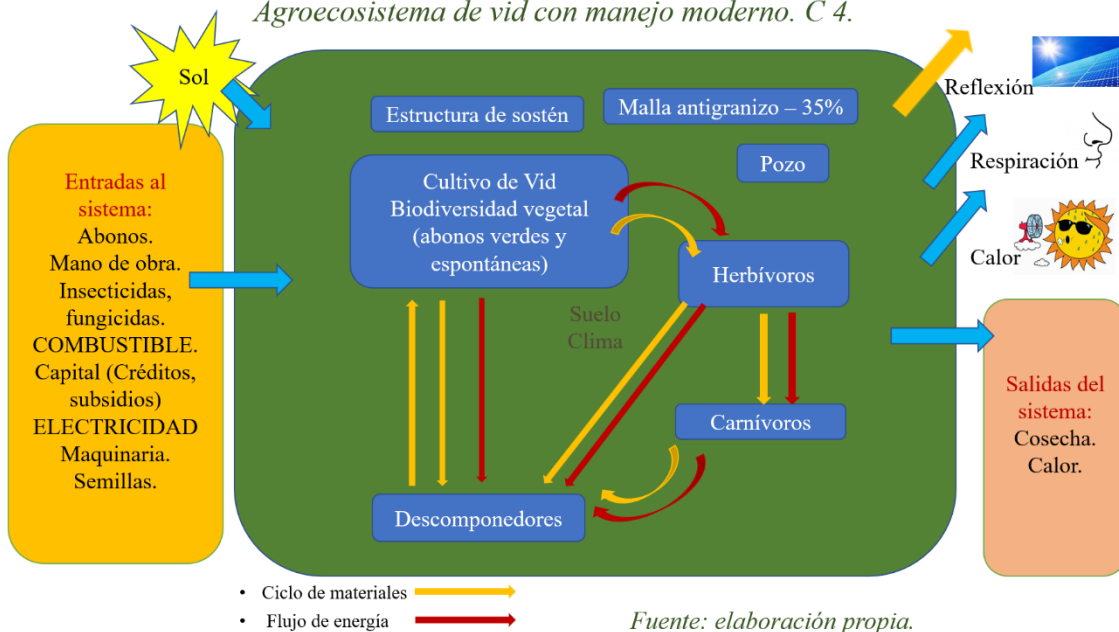 Agroecosistema de vid con manejo moderno. C 4.
Sol
Entradas al
sistema:
Abonos.
Mano de obra.
Insecticidas,
fungicidas.
COMBUSTIBLE.
Capital (Créditos,
subsidios)
ELECTRICIDAD
Maquinaria.
Semillas.
Estructura de sostén
Malla antigranizo – 35%
Pozo
Cultivo de Vid
Biodiversidad vegetal
(abonos verdes y
espontáneas)
Herbívoros
Suelo
Clima
Carnívoros
Descomponedores
Reflexión
Respiración
Calor
Salidas del
sistema:
Cosecha.
Calor.
• Ciclo de materiales
• Flujo de energía
Fuente: elaboración propia.